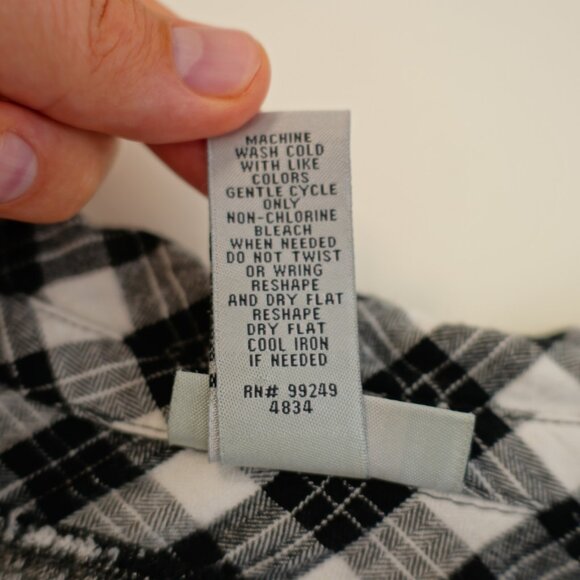 MACHINE
WASH COLD
WITH LIKE
COLORS
GENTLE CYCLE
ONLY
NON-CHLORINE
BLEACH
WHEN NEEDED
DO NOT TWIST
OR WRING
RESHAPE
AND DRY FLAT
RESHAPE
DRY FLAT
COOL IRON
IF NEEDED
RN# 99249
4834